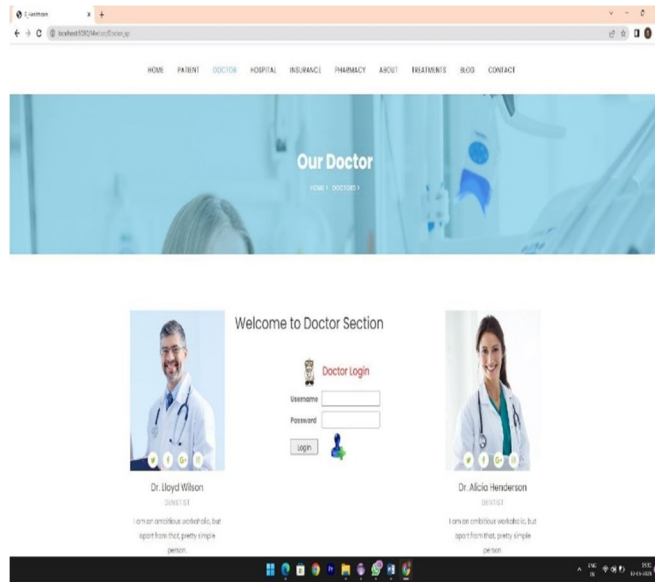 HOME PATIENT DOCTOR HOSPITAL INSURANCE PHARMACY ABOUT TREATMENTS BLOG CONTACT
Our Doctor
HOME > DOCTORS >
Welcome to Doctor Section
Doctor Login
Username
Password
Login
Dr. Lloyd Wilson
DENTIST
I am an ambitious workaholic, but
apart from that, pretty simple
person.
Dr. Alicia Henderson
DENTIST
I am an ambitious workaholic, but
apart from that, pretty simple
person
ENG
IN